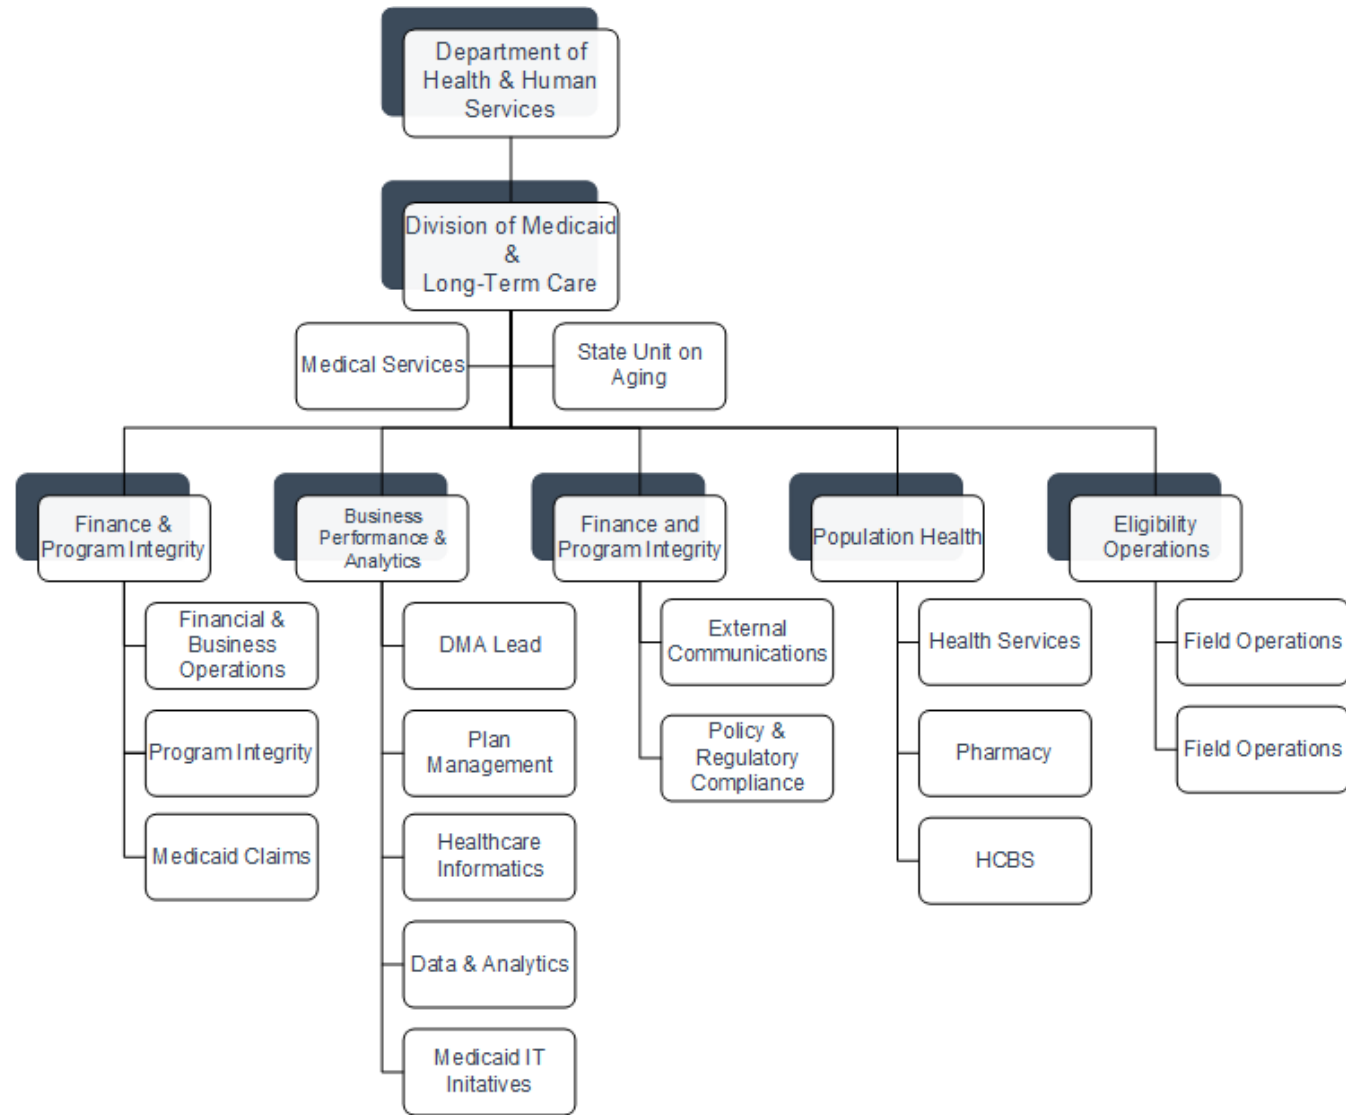 Department of
Health & Human
Services
Division of Medicaid
&
Long-Term Care
Medical Services
State Unit on
Aging
Finance &
Program Integrity
Financial &
Business
Operations
Program Integrity
Medicaid Claims
Business
Performance &
Analytics
DMA Lead
Plan
Management
Healthcare
Informatics
Data & Analytics
Medicaid IT
Initatives
Finance and
Program Integrity
External
Communications
Policy &
Regulatory
Compliance
Population Health
Health Services
Pharmacy
HCBS
Eligibility
Operations
Field Operations
Field Operations